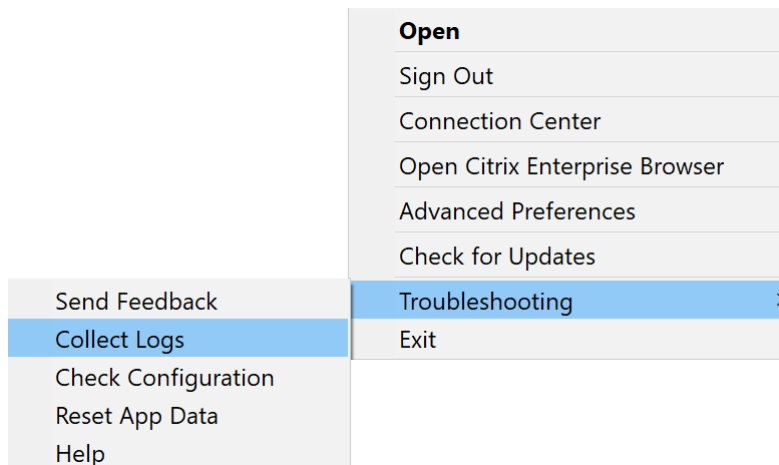 Open
Sign Out
Connection Center
Open Citrix Enterprise Browser
Advanced Preferences
Check for Updates
Troubleshooting
Exit
Send Feedback
Collect Logs
Check Configuration
Reset App Data
Help